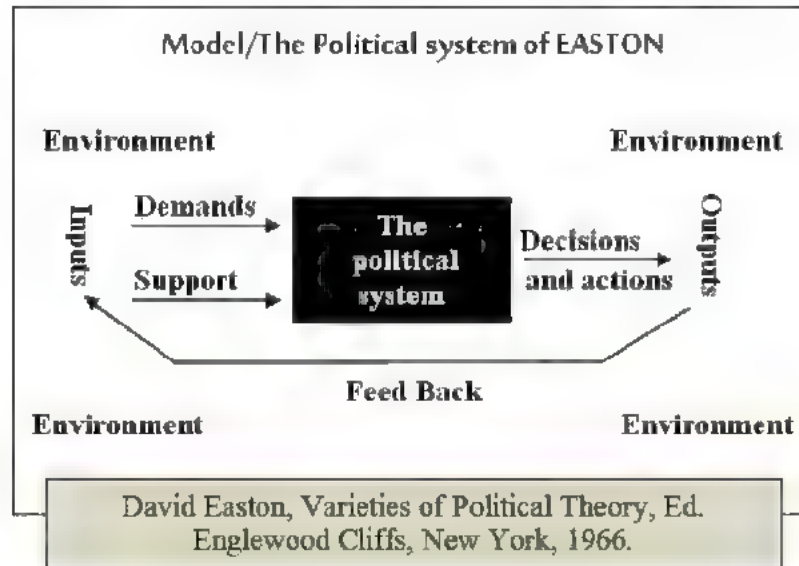 Model/The Political system of EASTON
Environment
Environment
Inputs
Demands
Support
The
political
system
Decisions
and actions
Outputs
Feed Back
Environment
Environment
David Easton, Varieties of Political Theory, Ed.
Englewood Cliffs, New York, 1966.